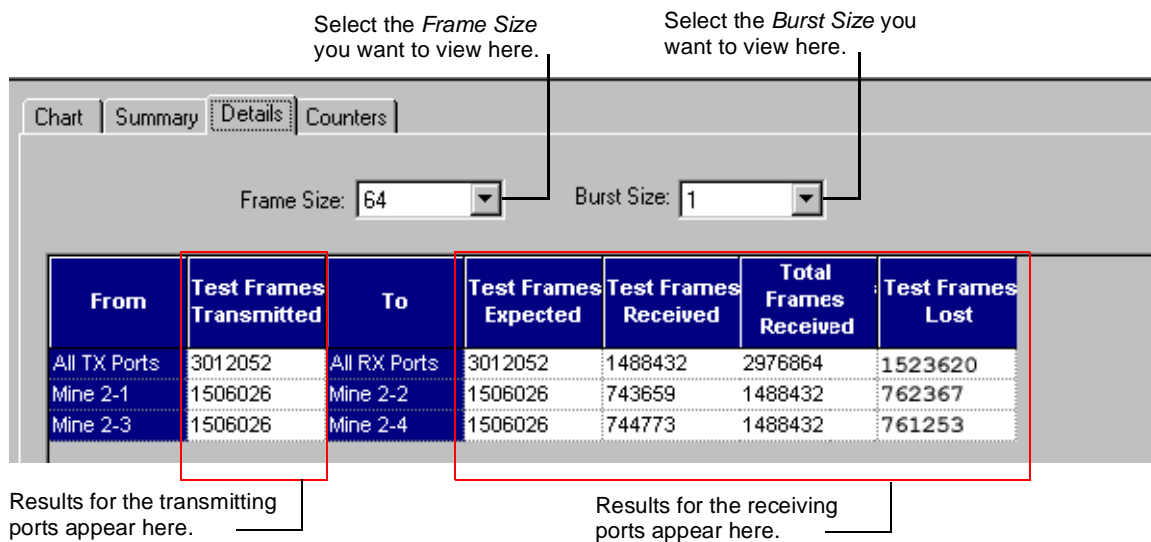 Select the Frame Size
you want to view here.
Select the Burst Size you
want to view here.
Chart Summary Details Counters
Frame Size: 64 Burst Size: 1
From Test Frames Transmitted To Test Frames Expected Test Frames Received Total Frames Received Test Frames Lost
All TX Ports 3012052 All RX Ports 3012052 1488432 2976864 1523620
Mine 2-1 1506026 Mine 2-2 1506026 743659 1488432 762367
Mine 2-3 1506026 Mine 2-4 1506026 744773 1488432 761253
Results for the transmitting
ports appear here.
Results for the receiving
ports appear here.